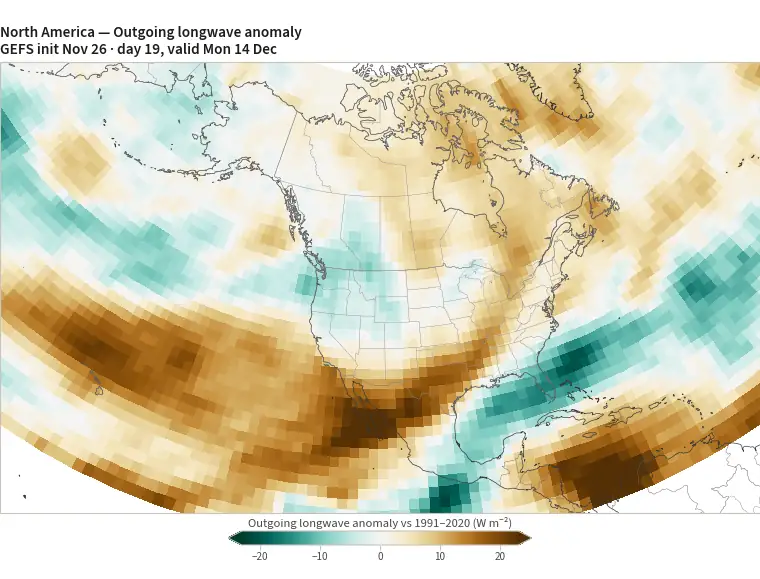 North America — Outgoing longwave anomaly
GEFS init Nov 26 · day 19, valid Mon 14 Dec
Outgoing longwave anomaly vs 1991–2020 (W m⁻²)
−20 −10 0 10 20